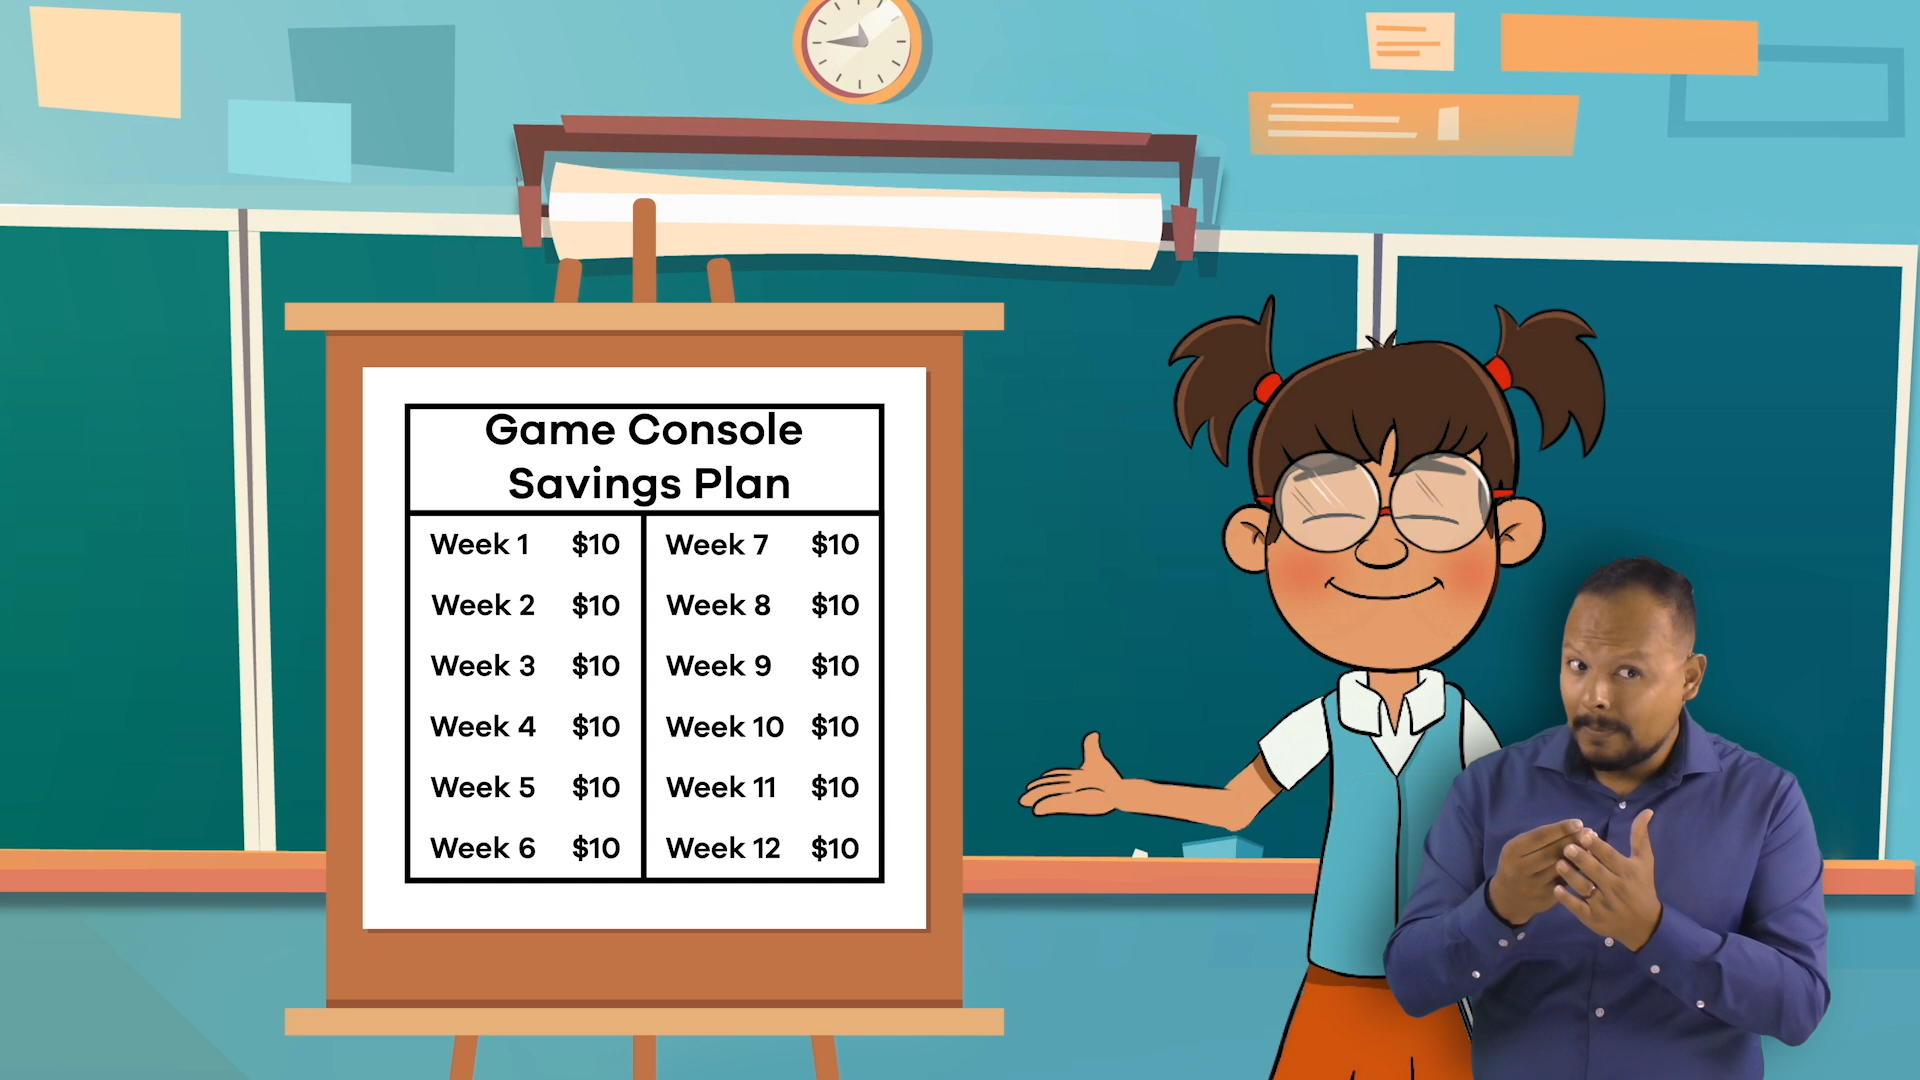 Game Console
Savings Plan
Week 1 $10
Week 2 $10
Week 3 $10
Week 4 $10
Week 5 $10
Week 6 $10
Week 7 $10
Week 8 $10
Week 9 $10
Week 10 $10
Week 11 $10
Week 12 $10